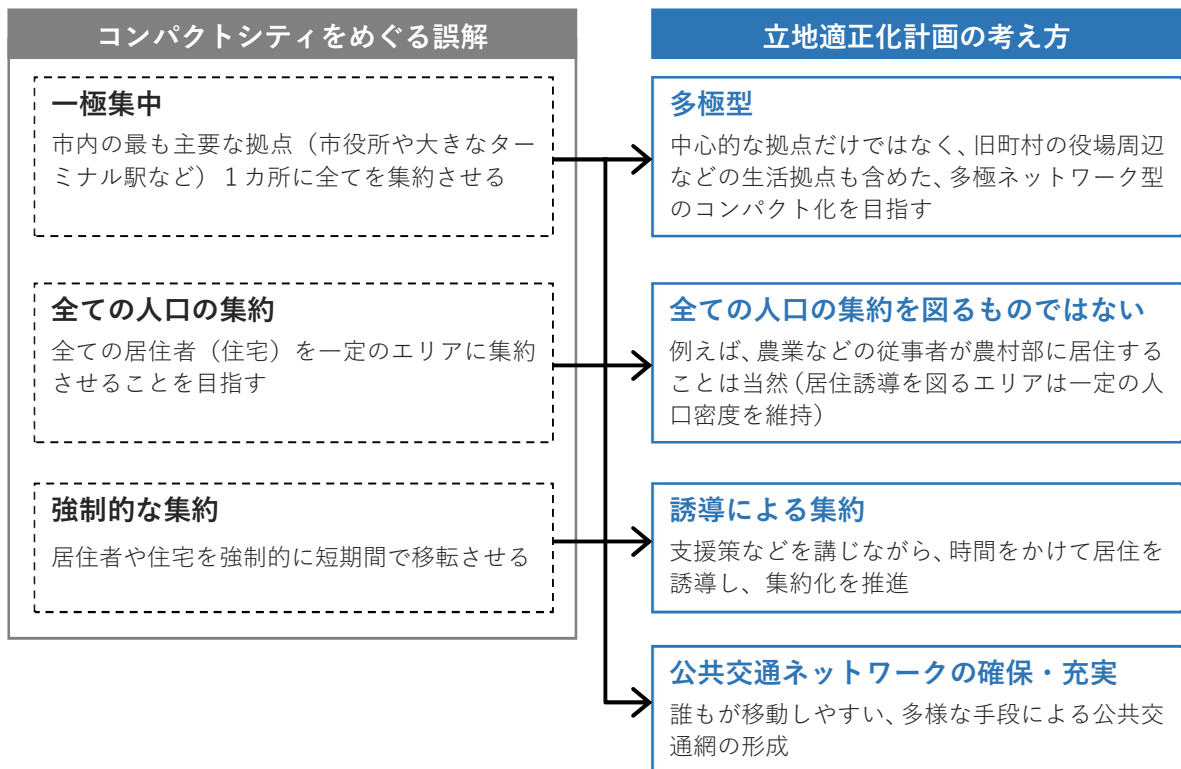 コンパクトシティをめぐる誤解
一極集中
市内の最も主要な拠点（市役所や大きなター
ミナル駅など）１カ所に全てを集約させる
全ての人口の集約
全ての居住者（住宅）を一定のエリアに集約
させることを目指す
強制的な集約
居住者や住宅を強制的に短期間で移転させる
立地適正化計画の考え方
多極型
中心的な拠点だけではなく、旧町村の役場周辺
などの生活拠点も含めた、多極ネットワーク型
のコンパクト化を目指す
全ての人口の集約を図るものではない
例えば、農業などの従事者が農村部に居住する
ことは当然（居住誘導を図るエリアは一定の人
口密度を維持）
誘導による集約
支援策などを講じながら、時間をかけて居住を
誘導し、集約化を推進
公共交通ネットワークの確保・充実
誰もが移動しやすい、多様な手段による公共交
通網の形成